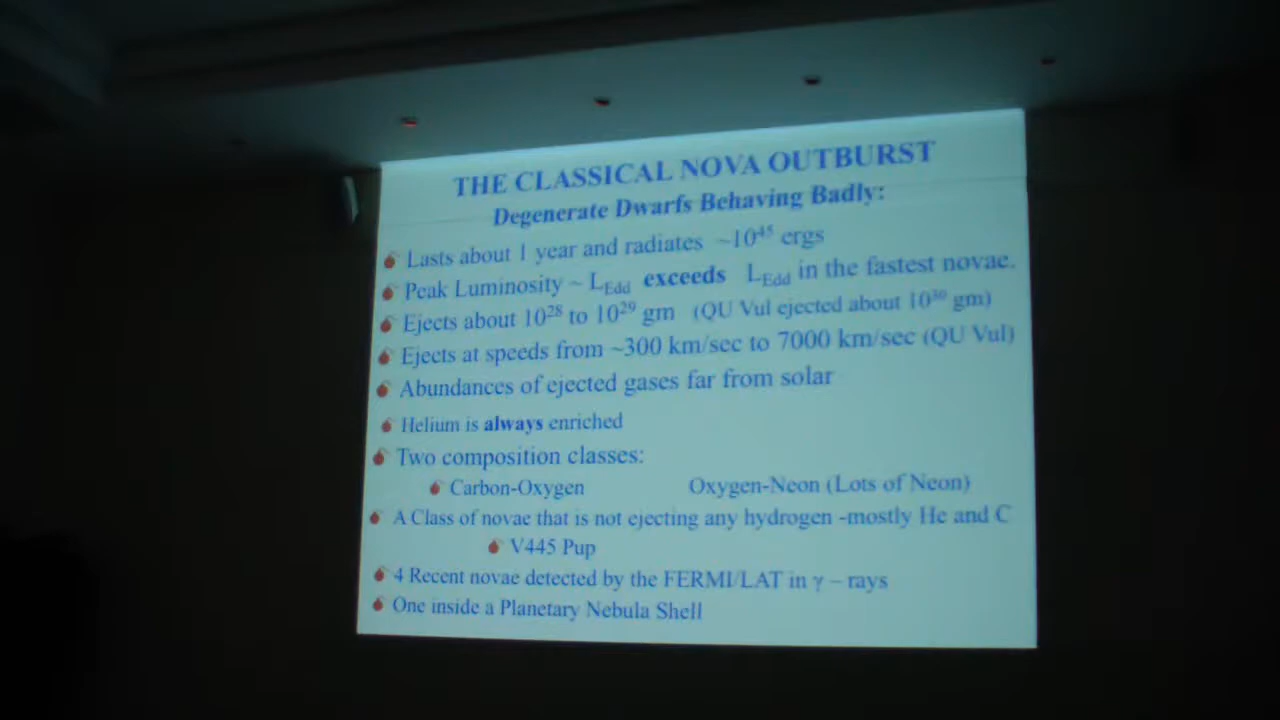 THE CLASSICAL NOVA OUTBURST
Degenerate Dwarfs Behaving Badly:
Lasts about 1 year and radiates ~10⁴⁵ ergs
Peak Luminosity ~ L_Edd exceeds L_Edd in the fastest novae.
Ejects about 10²⁸ to 10²⁹ gm (QU Vul ejected about 10³⁰ gm)
Ejects at speeds from ~300 km/sec to 7000 km/sec (QU Vul)
Abundances of ejected gases far from solar
Helium is always enriched
Two composition classes:
Carbon-Oxygen Oxygen-Neon (Lots of Neon)
A Class of novae that is not ejecting any hydrogen -mostly He and C
V445 Pup
4 Recent novae detected by the FERMI/LAT in γ – rays
One inside a Planetary Nebula Shell